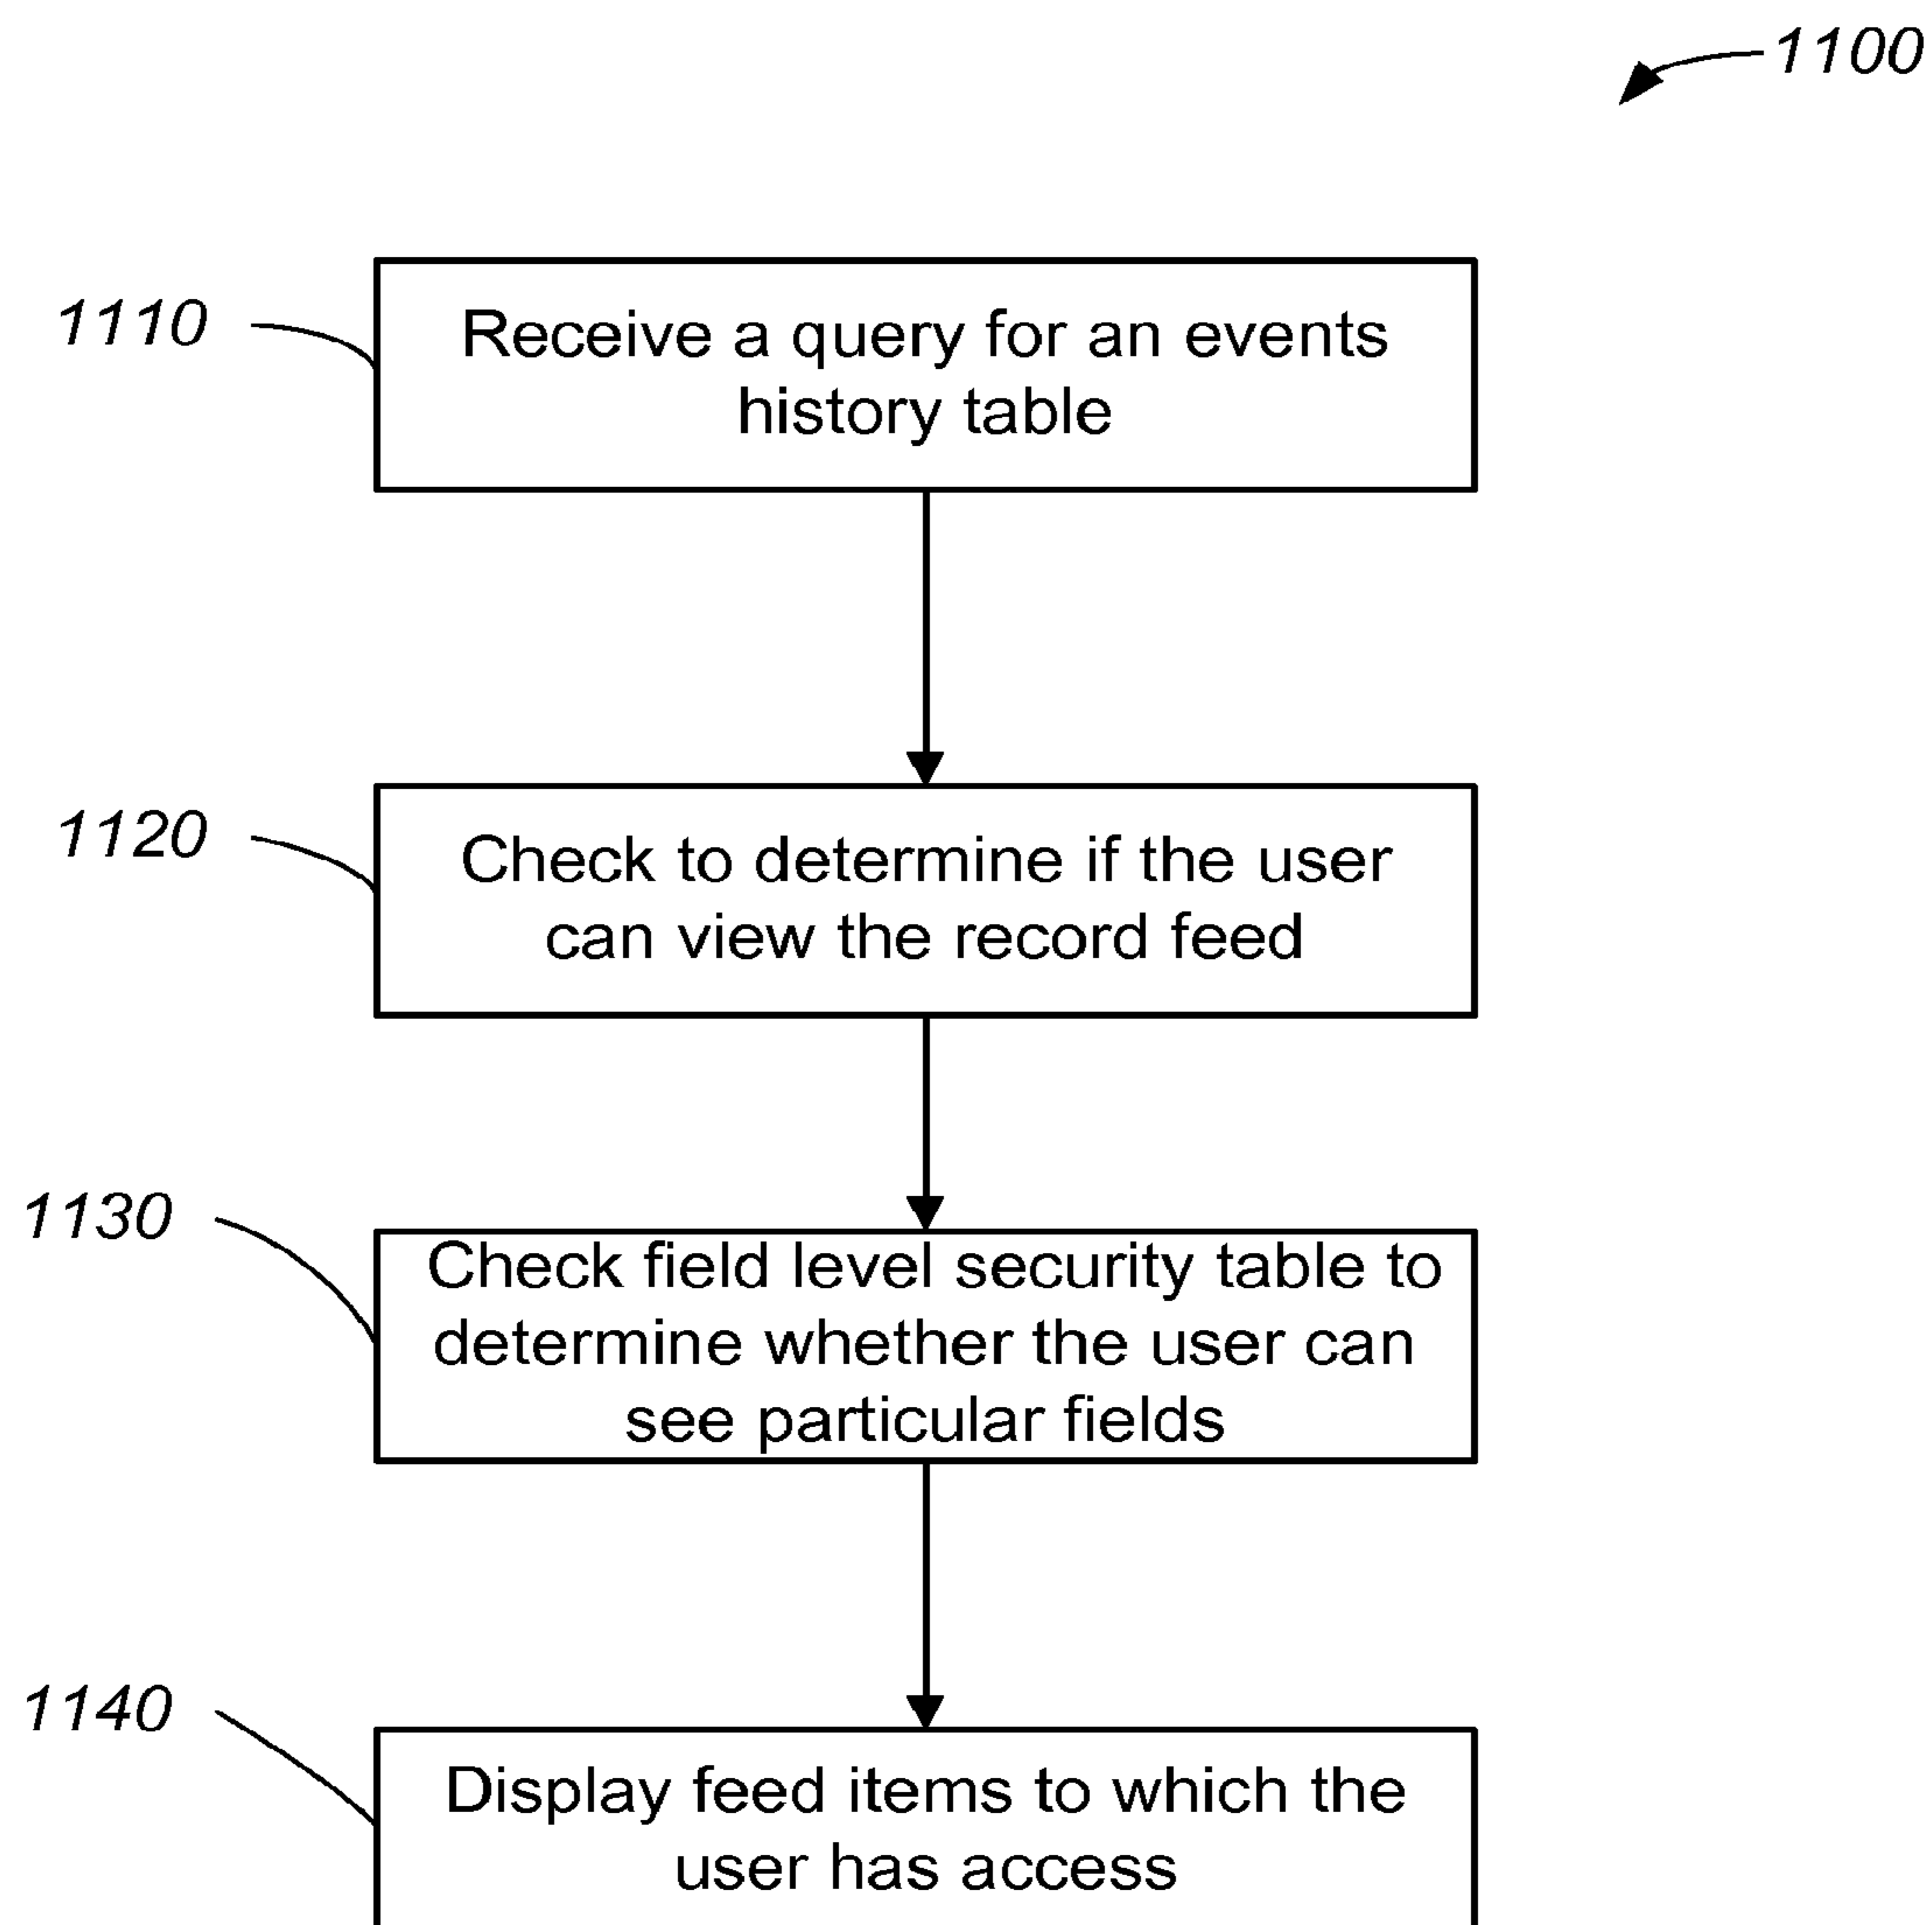 1100
1110
Receive a query for an events
history table
1120
Check to determine if the user
can view the record feed
1130
Check field level security table to
determine whether the user can
see particular fields
1140
Display feed items to which the
user has access